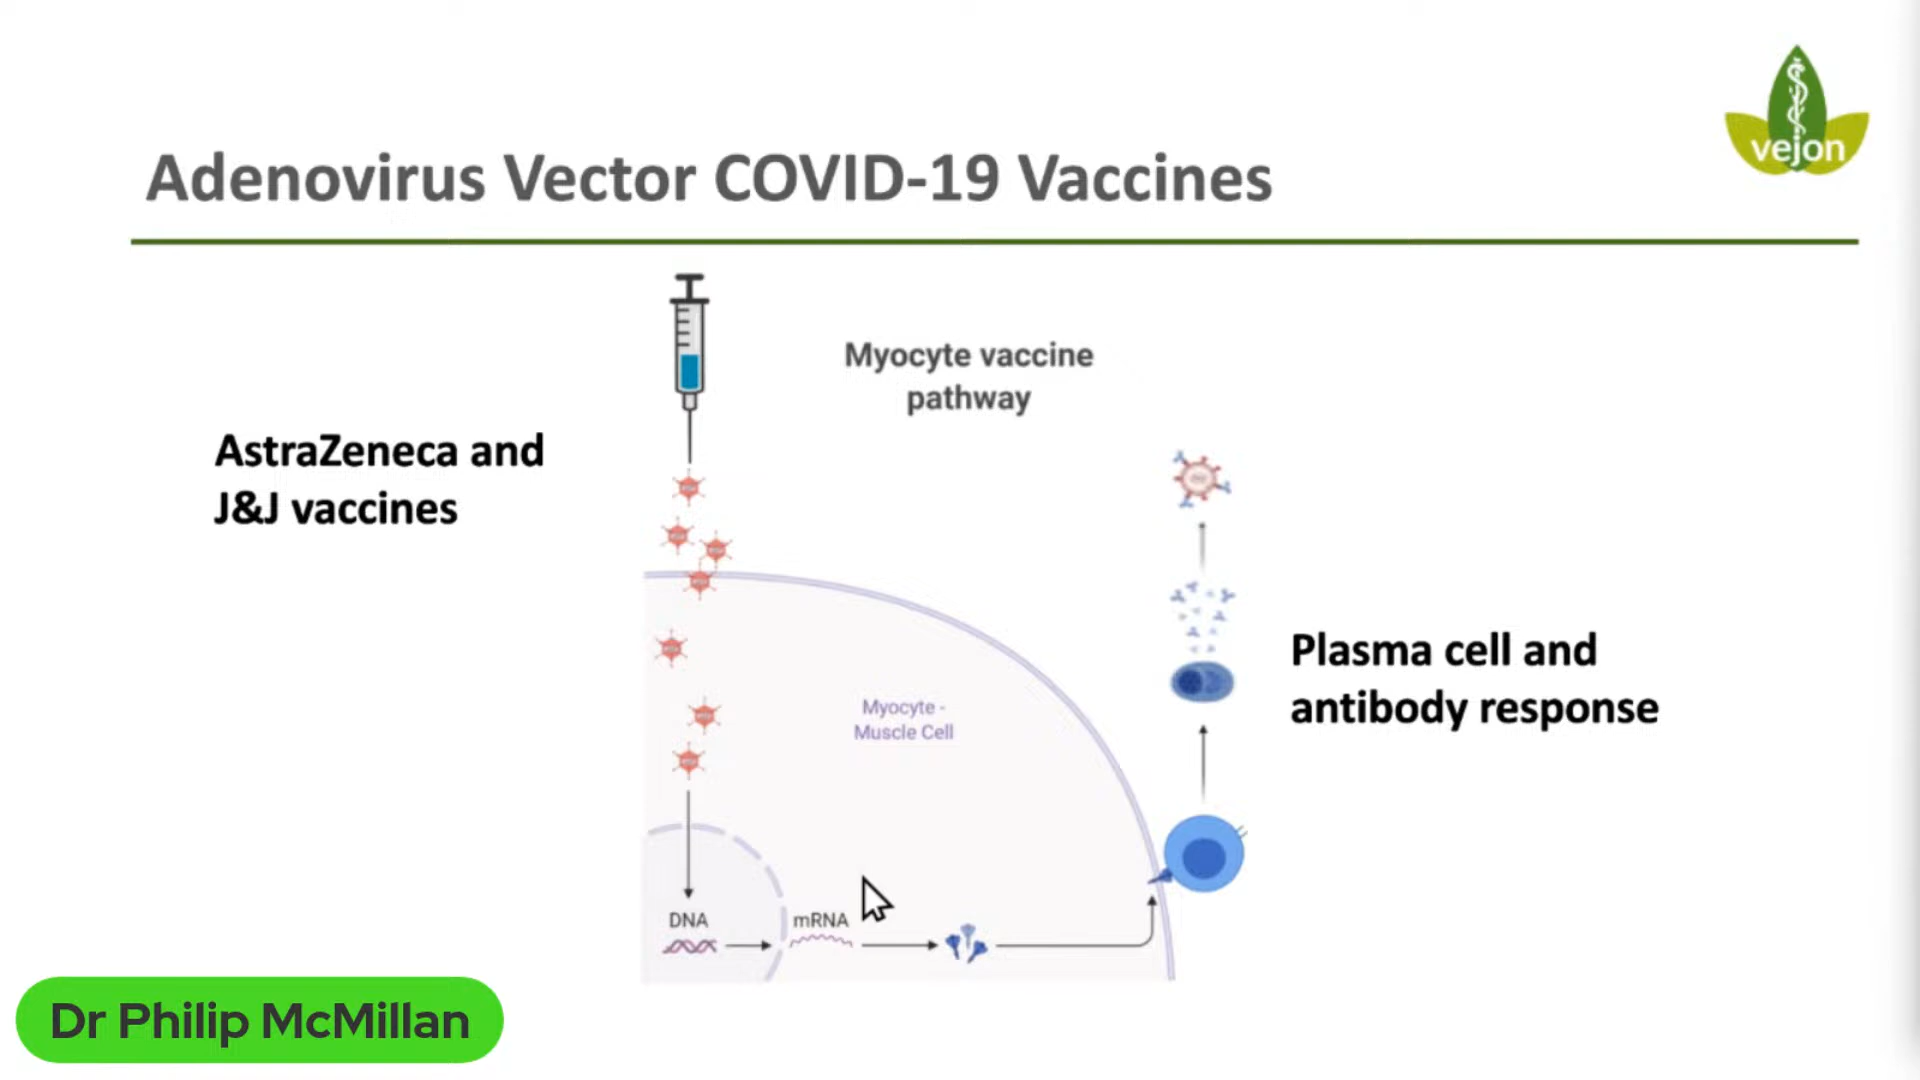 vejon
Adenovirus Vector COVID-19 Vaccines
Myocyte vaccine
pathway
AstraZeneca and
J&J vaccines
Plasma cell and
antibody response
Myocyte -
Muscle Cell
DNA
mRNA
Dr Philip McMillan